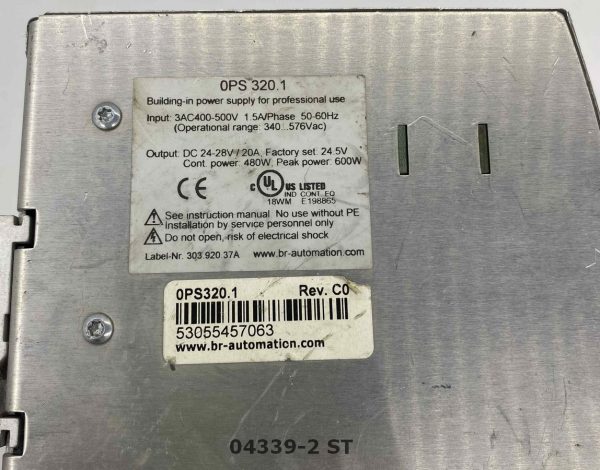 0PS 320.1
Building-in power supply for professional use
Input: 3AC400-500V 1.5A/Phase 50-60Hz
(Operational range: 340...576Vac)
Output: DC 24-28V / 20A, Factory set: 24.5V
Cont. power: 480W, Peak power: 600W
CE
c UL US LISTED
IND CONT. EQ
18WM E198865
See instruction manual No use without PE
Installation by service personnel only
Do not open, risk of electrical shock
Label-Nr. 303.920.37A www.br-automation.com
0PS320.1 Rev. C0
53055457063
www.br-automation.com
04339-2 ST